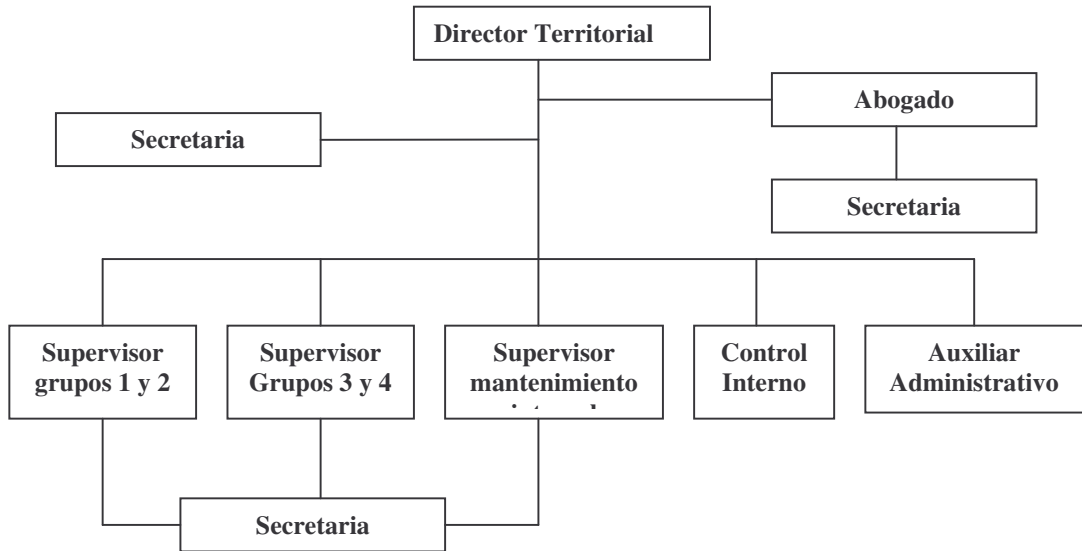 Director Territorial
Abogado
Secretaria
Secretaria
Supervisor
grupos 1 y 2
Supervisor
Grupos 3 y 4
Supervisor
mantenimiento
Control
Interno
Auxiliar
Administrativo
Secretaria